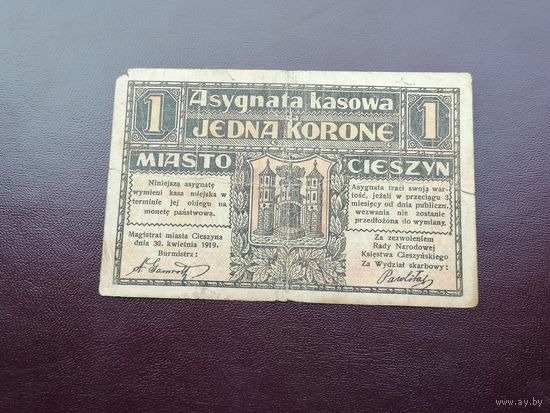 1 Asygnata kasowa 1
JEDNA KORONĘ
MIASTO CIESZYN
Niniejszą asygnatę
wymieni kasa miejska w
terminie jej obiegu na
monetę państwową.
Magistrat miasta Cieszyna
dnia 30. kwietnia 1919.
Burmistrz:
Asygnata traci swoją war-
tość, jeżeli w przeciągu 3
miesięcy od dnia publiczn.
wezwania nie zostanie
przedłożona do wymiany.
Za zezwoleniem
Rady Narodowej
Księstwa Cieszyńskiego
Za Wydział skarbowy:
www.ay.by